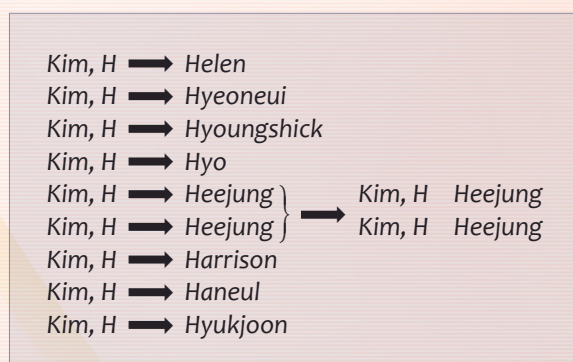 Kim, H ➡ Helen
Kim, H ➡ Hyeoneui
Kim, H ➡ Hyoungshick
Kim, H ➡ Hyo
Kim, H ➡ Heejung } ➡ Kim, H Heejung
Kim, H ➡ Heejung } ➡ Kim, H Heejung
Kim, H ➡ Harrison
Kim, H ➡ Haneul
Kim, H ➡ Hyukjoon